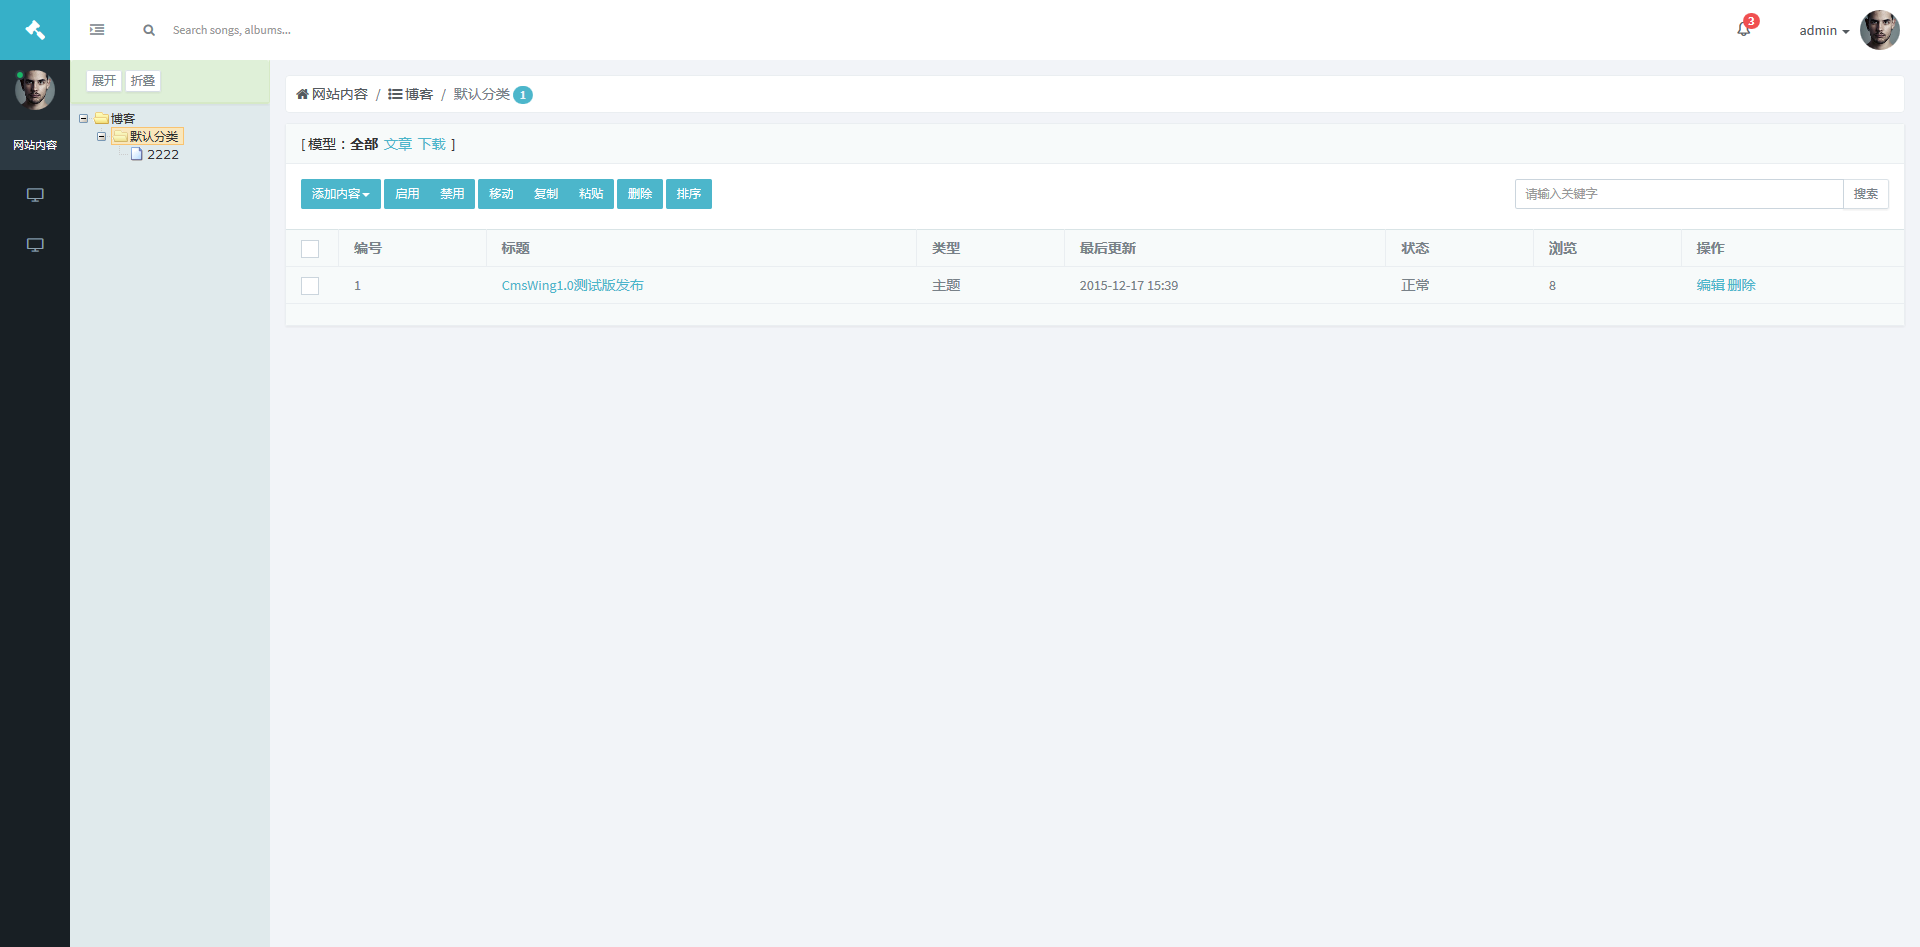 Search songs, albums...
3
admin
网站内容
展开 折叠
博客
默认分类
2222
网站内容 / 博客 / 默认分类 1
[ 模型：全部 文章 下载 ]
添加内容 启用 禁用 移动 复制 粘贴 删除 排序 请输入关键字 搜索
编号 标题 类型 最后更新 状态 浏览 操作
1 CmsWing1.0测试版发布 主题 2015-12-17 15:39 正常 8 编辑 删除